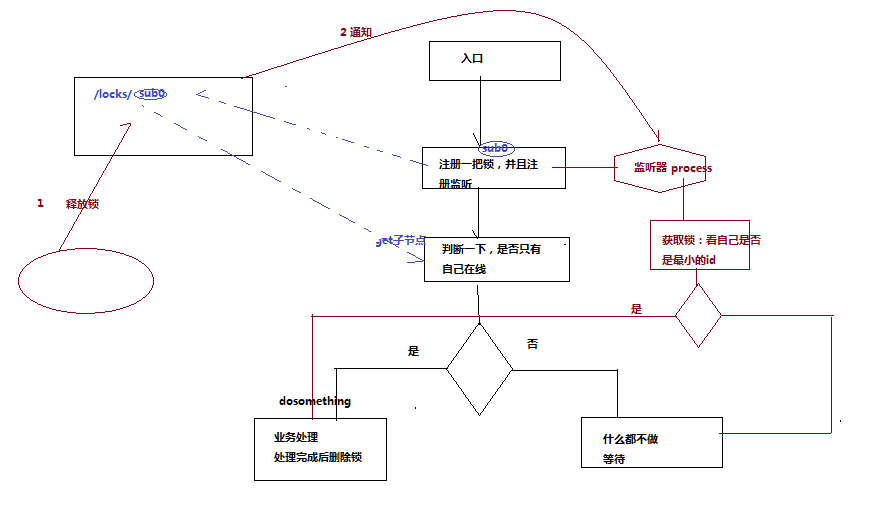 2 通知
入口
/locks/ sub0
sub0
注册一把锁，并且注
册监听
监听器 process
1 释放锁
get子节点
获取锁：看自己是否
是最小的id
判断一下，是否只有
自己在线
是
是
否
dosomething
业务处理
处理完成后删除锁
什么都不做
等待